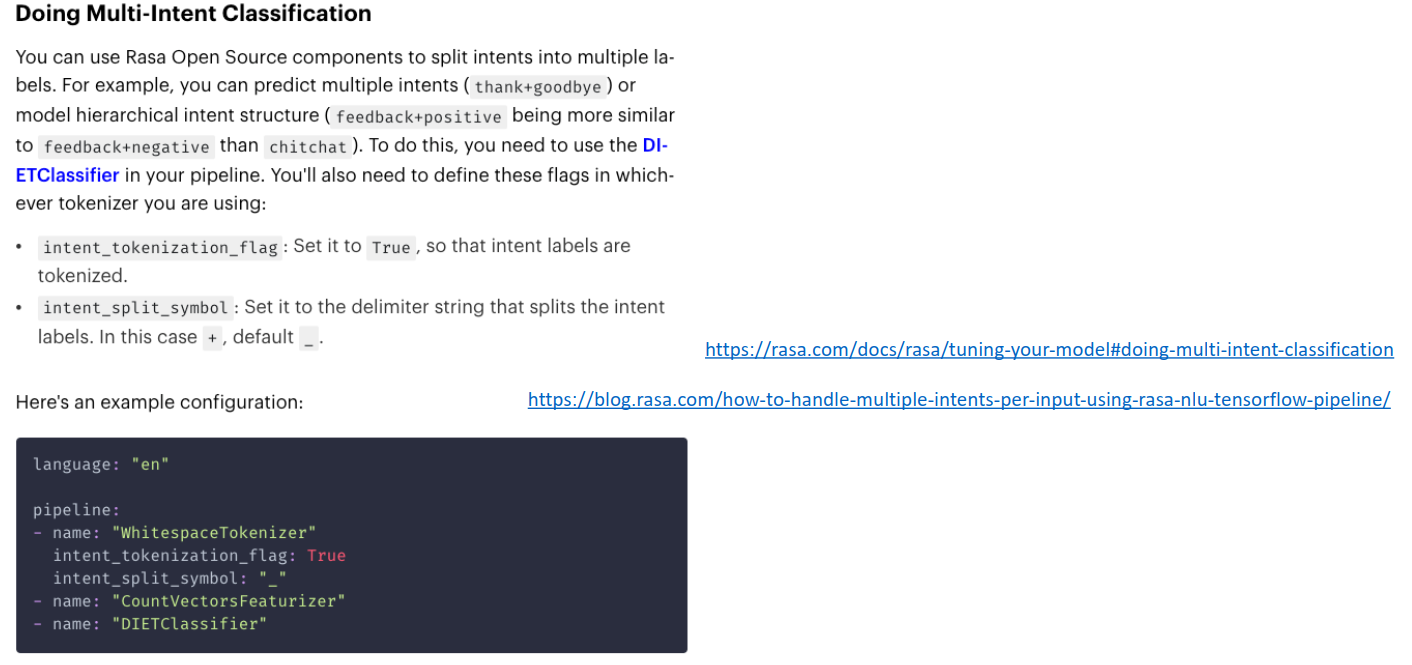 Doing Multi-Intent Classification
You can use Rasa Open Source components to split intents into multiple la-
bels. For example, you can predict multiple intents ( thank+goodbye ) or
model hierarchical intent structure ( feedback+positive being more similar
to feedback+negative than chitchat ). To do this, you need to use the DI-
ETClassifier in your pipeline. You'll also need to define these flags in which-
ever tokenizer you are using:
• intent_tokenization_flag : Set it to True , so that intent labels are
tokenized.
• intent_split_symbol : Set it to the delimiter string that splits the intent
labels. In this case + , default _ .
https://rasa.com/docs/rasa/tuning-your-model#doing-multi-intent-classification
Here's an example configuration:
https://blog.rasa.com/how-to-handle-multiple-intents-per-input-using-rasa-nlu-tensorflow-pipeline/
language: "en"
pipeline:
- name: "WhitespaceTokenizer"
  intent_tokenization_flag: True
  intent_split_symbol: "_"
- name: "CountVectorsFeaturizer"
- name: "DIETClassifier"